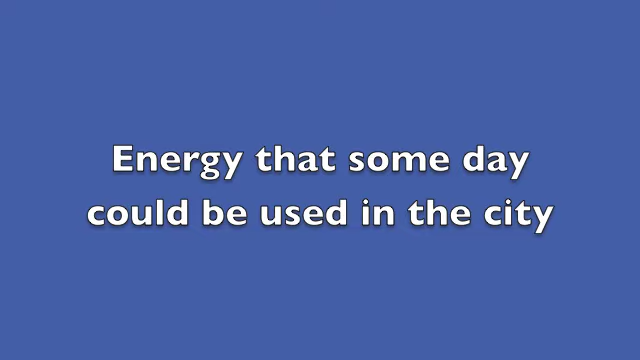 Energy that some day
could be used in the city